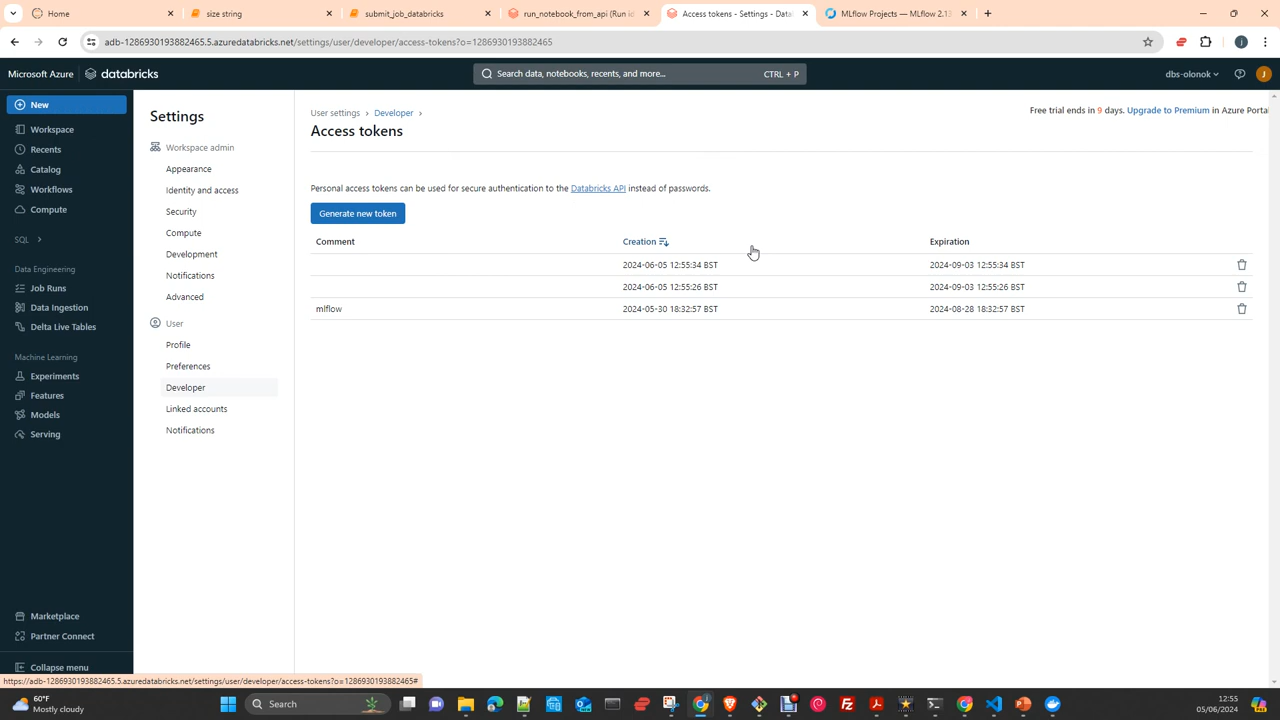 Home
size string
submit_job_databricks
run_notebook_from_api (Run id
Access tokens - Settings - Data
MLflow Projects — MLflow 2.13
adb-1286930193882465.5.azuredatabricks.net/settings/user/developer/access-tokens?o=1286930193882465
Microsoft Azure
databricks
Search data, notebooks, recents, and more...
CTRL + P
dbs-olonok
J
New
Workspace
Recents
Catalog
Workflows
Compute
SQL
Data Engineering
Job Runs
Data Ingestion
Delta Live Tables
Machine Learning
Experiments
Features
Models
Serving
Marketplace
Partner Connect
Collapse menu
Settings
Workspace admin
Appearance
Identity and access
Security
Compute
Development
Notifications
Advanced
User
Profile
Preferences
Developer
Linked accounts
Notifications
User settings › Developer ›
Free trial ends in 9 days. Upgrade to Premium in Azure Porta
Access tokens
Personal access tokens can be used for secure authentication to the Databricks API instead of passwords.
Generate new token
Comment Creation Expiration
2024-06-05 12:55:34 BST 2024-09-03 12:55:34 BST
2024-06-05 12:55:26 BST 2024-09-03 12:55:26 BST
mlflow 2024-05-30 18:32:57 BST 2024-08-28 18:32:57 BST
https://adb-1286930193882465.5.azuredatabricks.net/settings/user/developer/access-tokens?o=1286930193882465#
60°F
Mostly cloudy
Search
12:55
05/06/2024